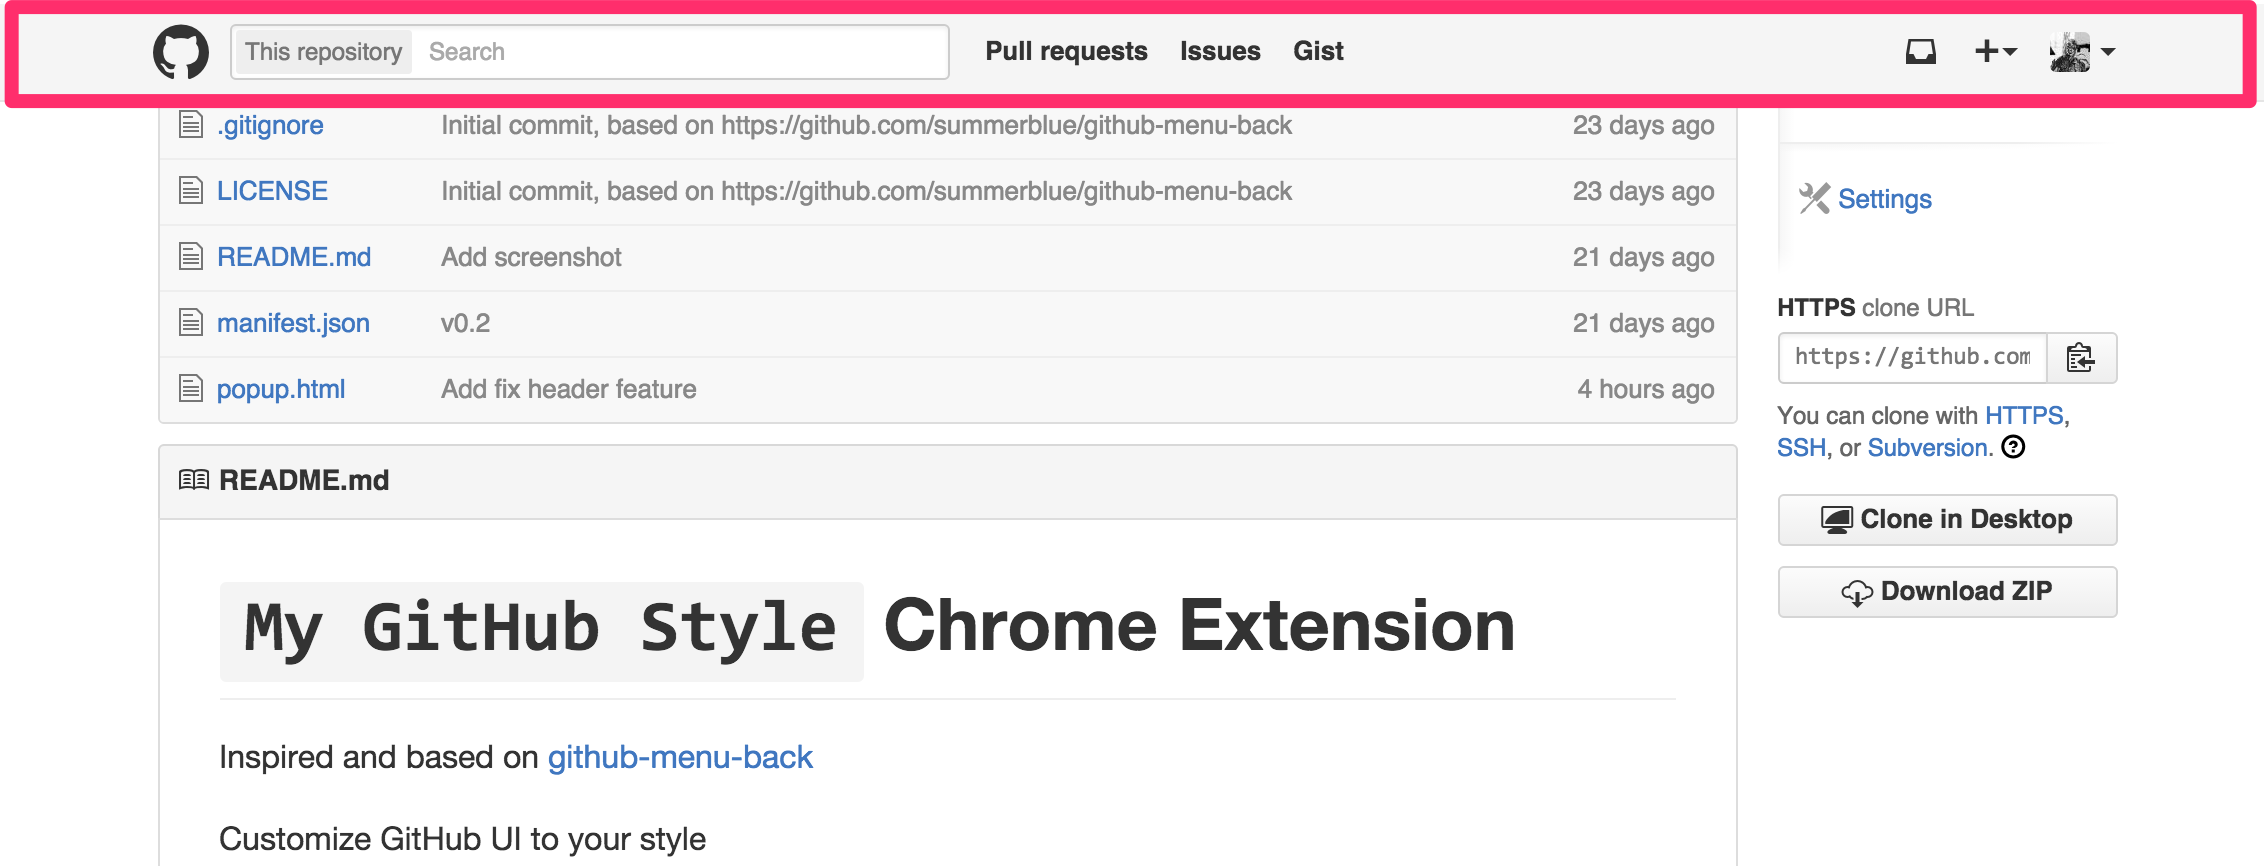 This repository Search Pull requests Issues Gist
.gitignore Initial commit, based on https://github.com/summerblue/github-menu-back 23 days ago
LICENSE Initial commit, based on https://github.com/summerblue/github-menu-back 23 days ago
README.md Add screenshot 21 days ago
manifest.json v0.2 21 days ago
popup.html Add fix header feature 4 hours ago
README.md
My GitHub Style Chrome Extension
Inspired and based on github-menu-back
Customize GitHub UI to your style
Settings
HTTPS clone URL
https://github.com
You can clone with HTTPS,
SSH, or Subversion.
Clone in Desktop
Download ZIP